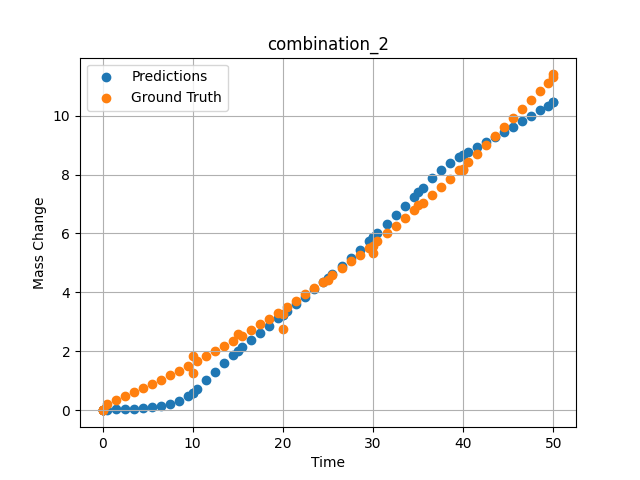 combination_2
Predictions
Ground Truth
Mass Change
10
8
6
4
2
0
0 10 20 30 40 50
Time